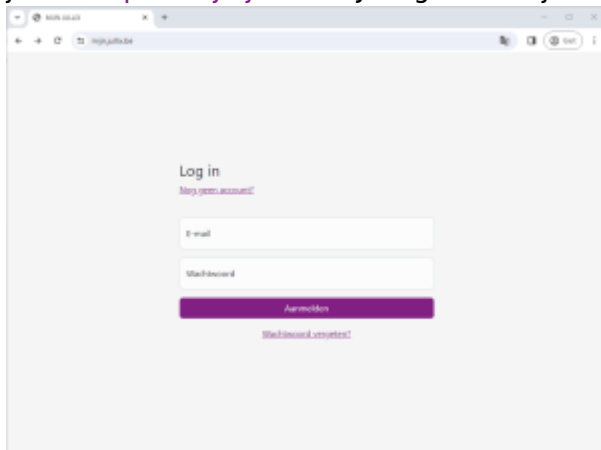 Log in
Nog geen account?
E-mail
Wachtwoord
Aanmelden
Wachtwoord vergeten?